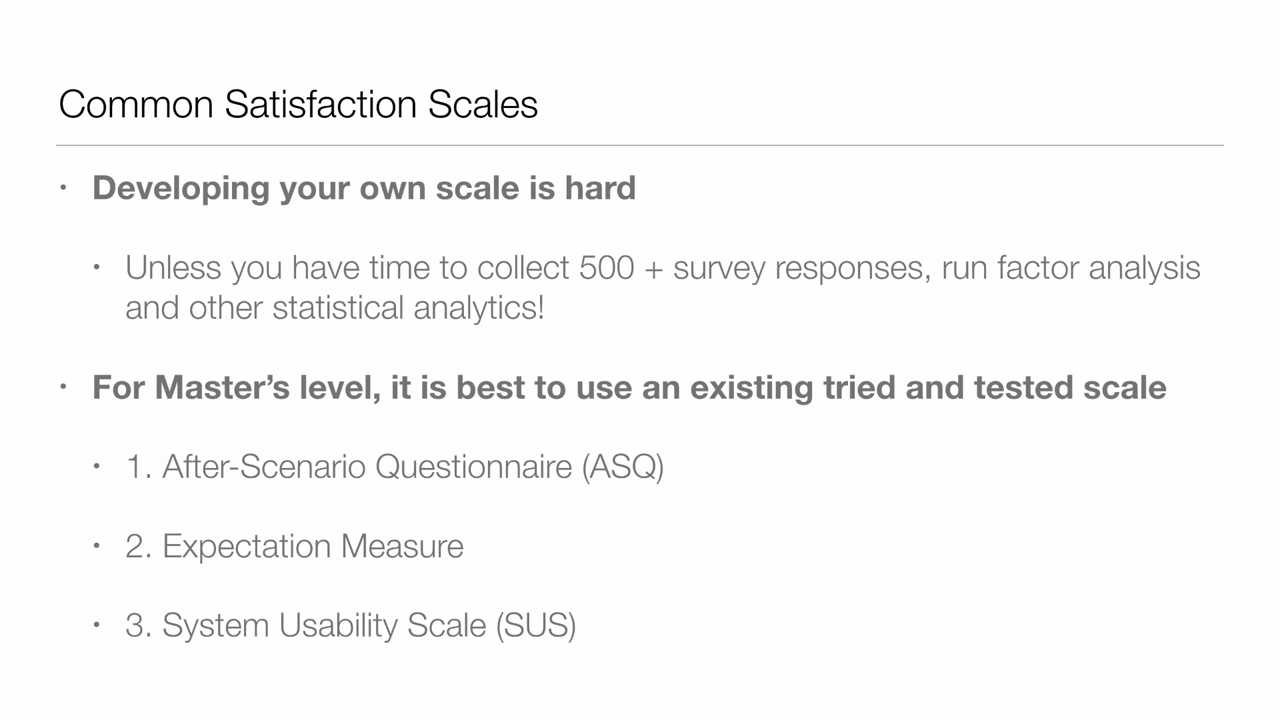 Common Satisfaction Scales
• Developing your own scale is hard
• Unless you have time to collect 500 + survey responses, run factor analysis
and other statistical analytics!
• For Master’s level, it is best to use an existing tried and tested scale
• 1. After-Scenario Questionnaire (ASQ)
• 2. Expectation Measure
• 3. System Usability Scale (SUS)